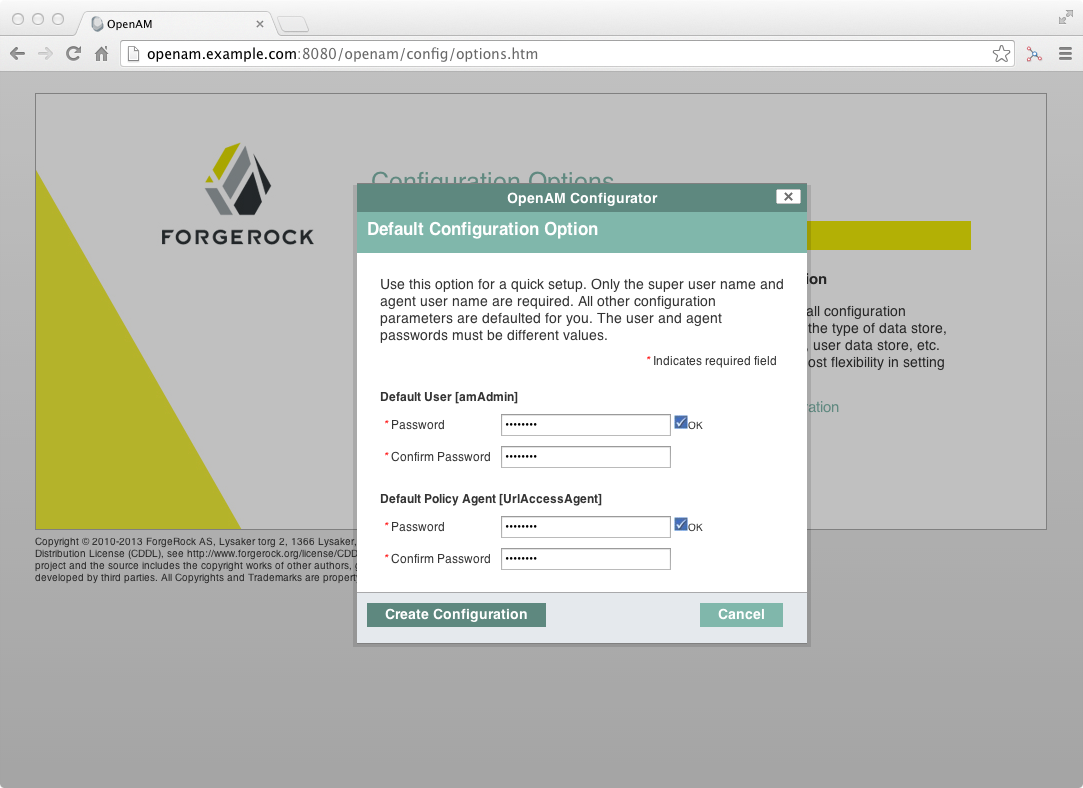 OpenAM
openam.example.com:8080/openam/config/options.htm
FORGEROCK
Configuration Options
OpenAM Configurator
Default Configuration Option
Use this option for a quick setup. Only the super user name and
agent user name are required. All other configuration
parameters are defaulted for you. The user and agent
passwords must be different values.
* Indicates required field
Default User [amAdmin]
* Password •••••••• OK
* Confirm Password ••••••••
Default Policy Agent [UrlAccessAgent]
* Password •••••••• OK
* Confirm Password ••••••••
Create Configuration
Cancel
ion
all configuration
the type of data store,
, user data store, etc.
ost flexibility in setting
ration
Copyright © 2010-2013 ForgeRock AS, Lysaker torg 2, 1366 Lysaker,
Distribution License (CDDL), see http://www.forgerock.org/license/CDD
project and the source includes the copyright works of other authors, g
developed by third parties. All Copyrights and Trademarks are property